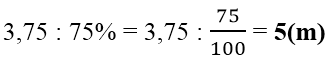 3,75 : 75% = 3,75 : 75/100 = 5(m)